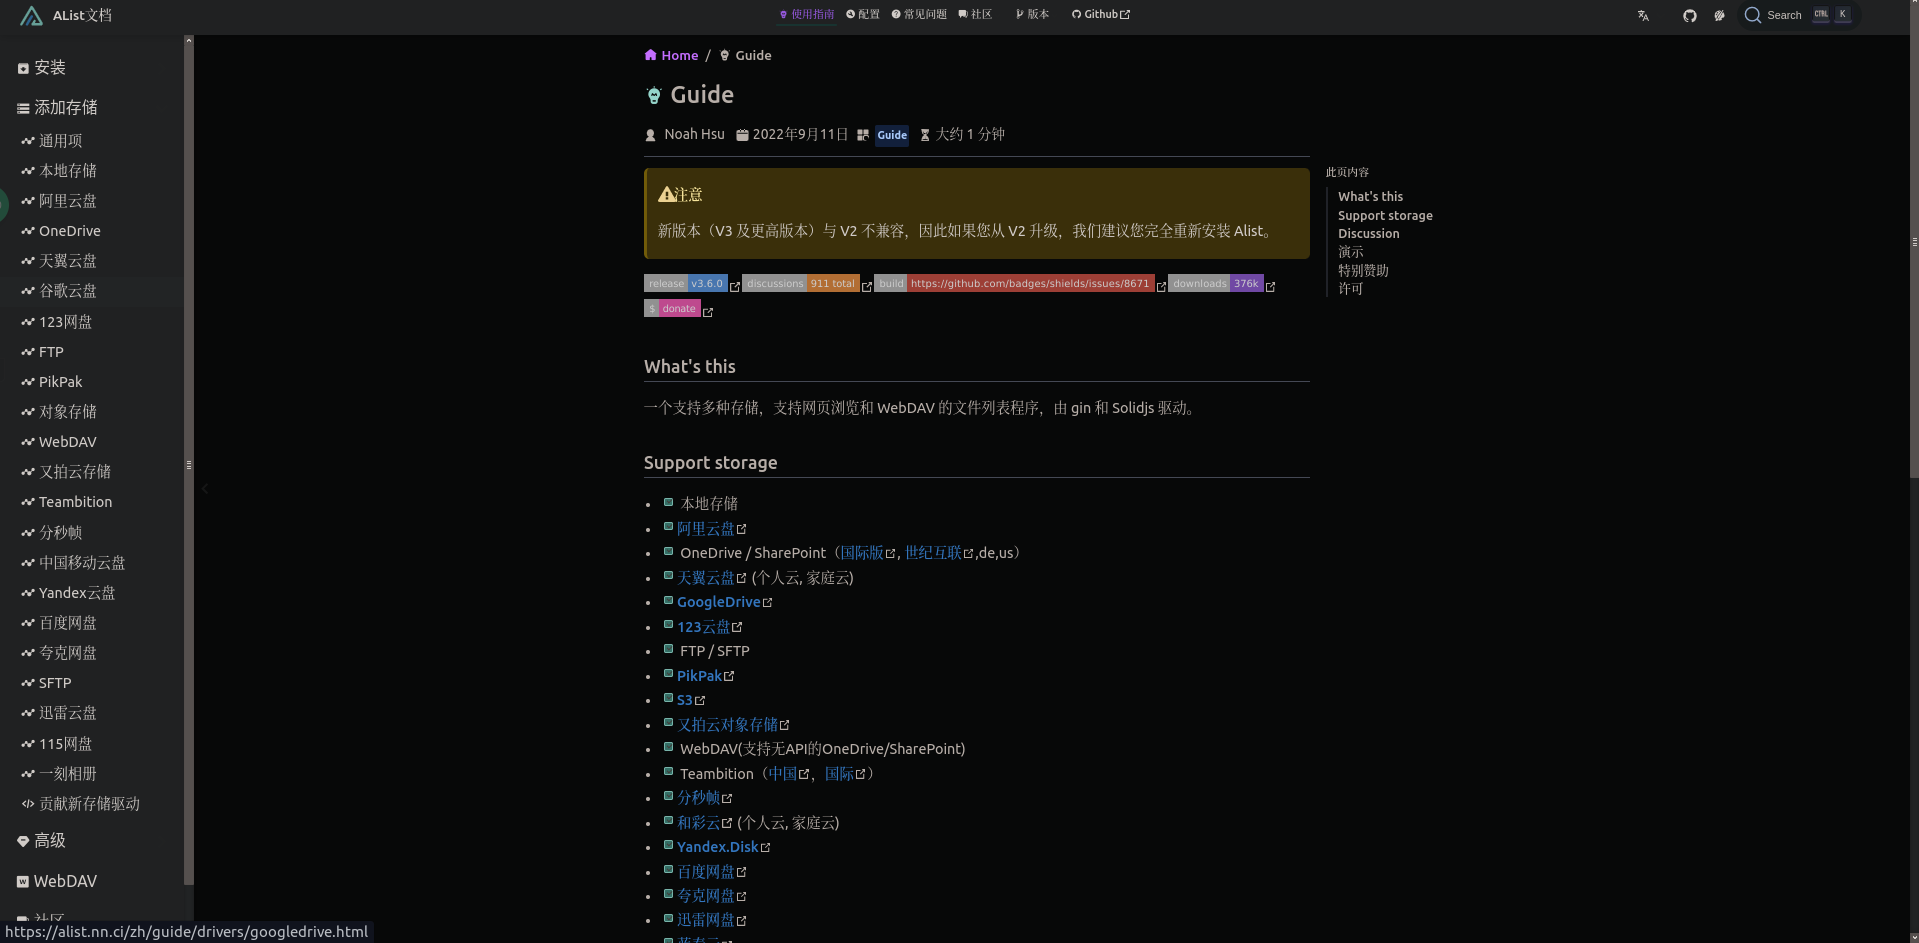 AList文档
使用指南 配置 常见问题 社区 版本 Github
Search CTRL K
安装
添加存储
通用项
本地存储
阿里云盘
OneDrive
天翼云盘
谷歌云盘
123网盘
FTP
PikPak
对象存储
WebDAV
又拍云存储
Teambition
分秒帧
中国移动云盘
Yandex云盘
百度网盘
夸克网盘
SFTP
迅雷云盘
115网盘
一刻相册
贡献新存储驱动
高级
WebDAV
社区
https://alist.nn.ci/zh/guide/drivers/googledrive.html
Home / Guide
Guide
Noah Hsu 2022年9月11日 Guide 大约 1 分钟
注意
新版本（V3 及更高版本）与 V2 不兼容，因此如果您从 V2 升级，我们建议您完全重新安装 Alist。
release v3.6.0 discussions 911 total build https://github.com/badges/shields/issues/8671 downloads 376k
$ donate
What's this
一个支持多种存储，支持网页浏览和 WebDAV 的文件列表程序，由 gin 和 Solidjs 驱动。
Support storage
本地存储
阿里云盘
OneDrive / SharePoint（国际版, 世纪互联,de,us）
天翼云盘 (个人云, 家庭云)
GoogleDrive
123云盘
FTP / SFTP
PikPak
S3
又拍云对象存储
WebDAV(支持无API的OneDrive/SharePoint)
Teambition（中国，国际）
分秒帧
和彩云 (个人云, 家庭云)
Yandex.Disk
百度网盘
夸克网盘
迅雷网盘
此页内容
What's this
Support storage
Discussion
演示
特别赞助
许可